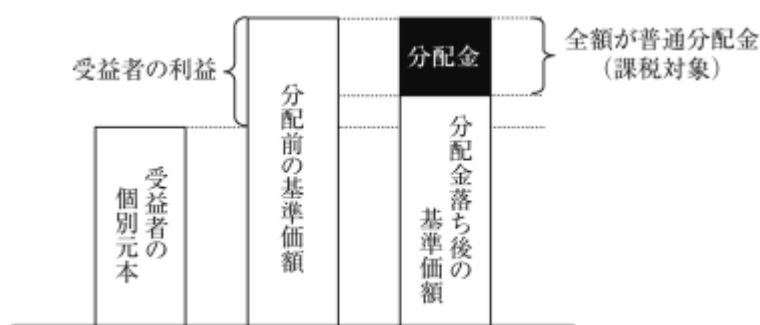 受益者の利益
受益者の
個別元本
分配前の基準価額
分配金
分配金落ち後の
基準価額
全額が普通分配金
（課税対象）